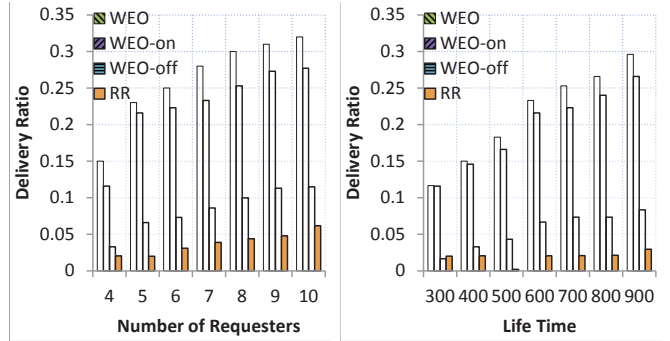 0.35
0.3
0.25
0.2
0.15
0.1
0.05
0
Delivery Ratio
WEO
WEO-on
WEO-off
RR
4 5 6 7 8 9 10
Number of Requesters
0.35
0.3
0.25
0.2
0.15
0.1
0.05
0
Delivery Ratio
WEO
WEO-on
WEO-off
RR
300 400 500 600 700 800 900
Life Time